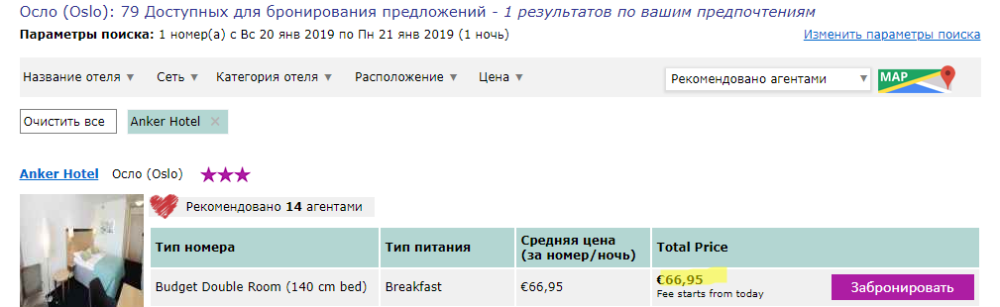 Осло (Oslo): 79 Доступных для бронирования предложений - 1 результатов по вашим предпочтениям
Параметры поиска: 1 номер(а) с Вс 20 янв 2019 по Пн 21 янв 2019 (1 ночь) Изменить параметры поиска
Название отеля ▼ Сеть ▼ Категория отеля ▼ Расположение ▼ Цена ▼ Рекомендовано агентами ▼ MAP
Очистить все Anker Hotel ×
Anker Hotel Осло (Oslo) ★★★
Рекомендовано 14 агентами
Тип номера Тип питания Средняя цена (за номер/ночь) Total Price
Budget Double Room (140 cm bed) Breakfast €66,95 €66,95 Забронировать
Fee starts from today